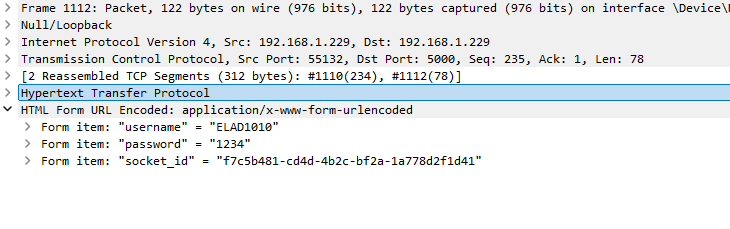 Frame 1112: Packet, 122 bytes on wire (976 bits), 122 bytes captured (976 bits) on interface \Device\
Null/Loopback
Internet Protocol Version 4, Src: 192.168.1.229, Dst: 192.168.1.229
Transmission Control Protocol, Src Port: 55132, Dst Port: 5000, Seq: 235, Ack: 1, Len: 78
[2 Reassembled TCP Segments (312 bytes): #1110(234), #1112(78)]
Hypertext Transfer Protocol
HTML Form URL Encoded: application/x-www-form-urlencoded
Form item: "username" = "ELAD1010"
Form item: "password" = "1234"
Form item: "socket_id" = "f7c5b481-cd4d-4b2c-bf2a-1a778d2f1d41"